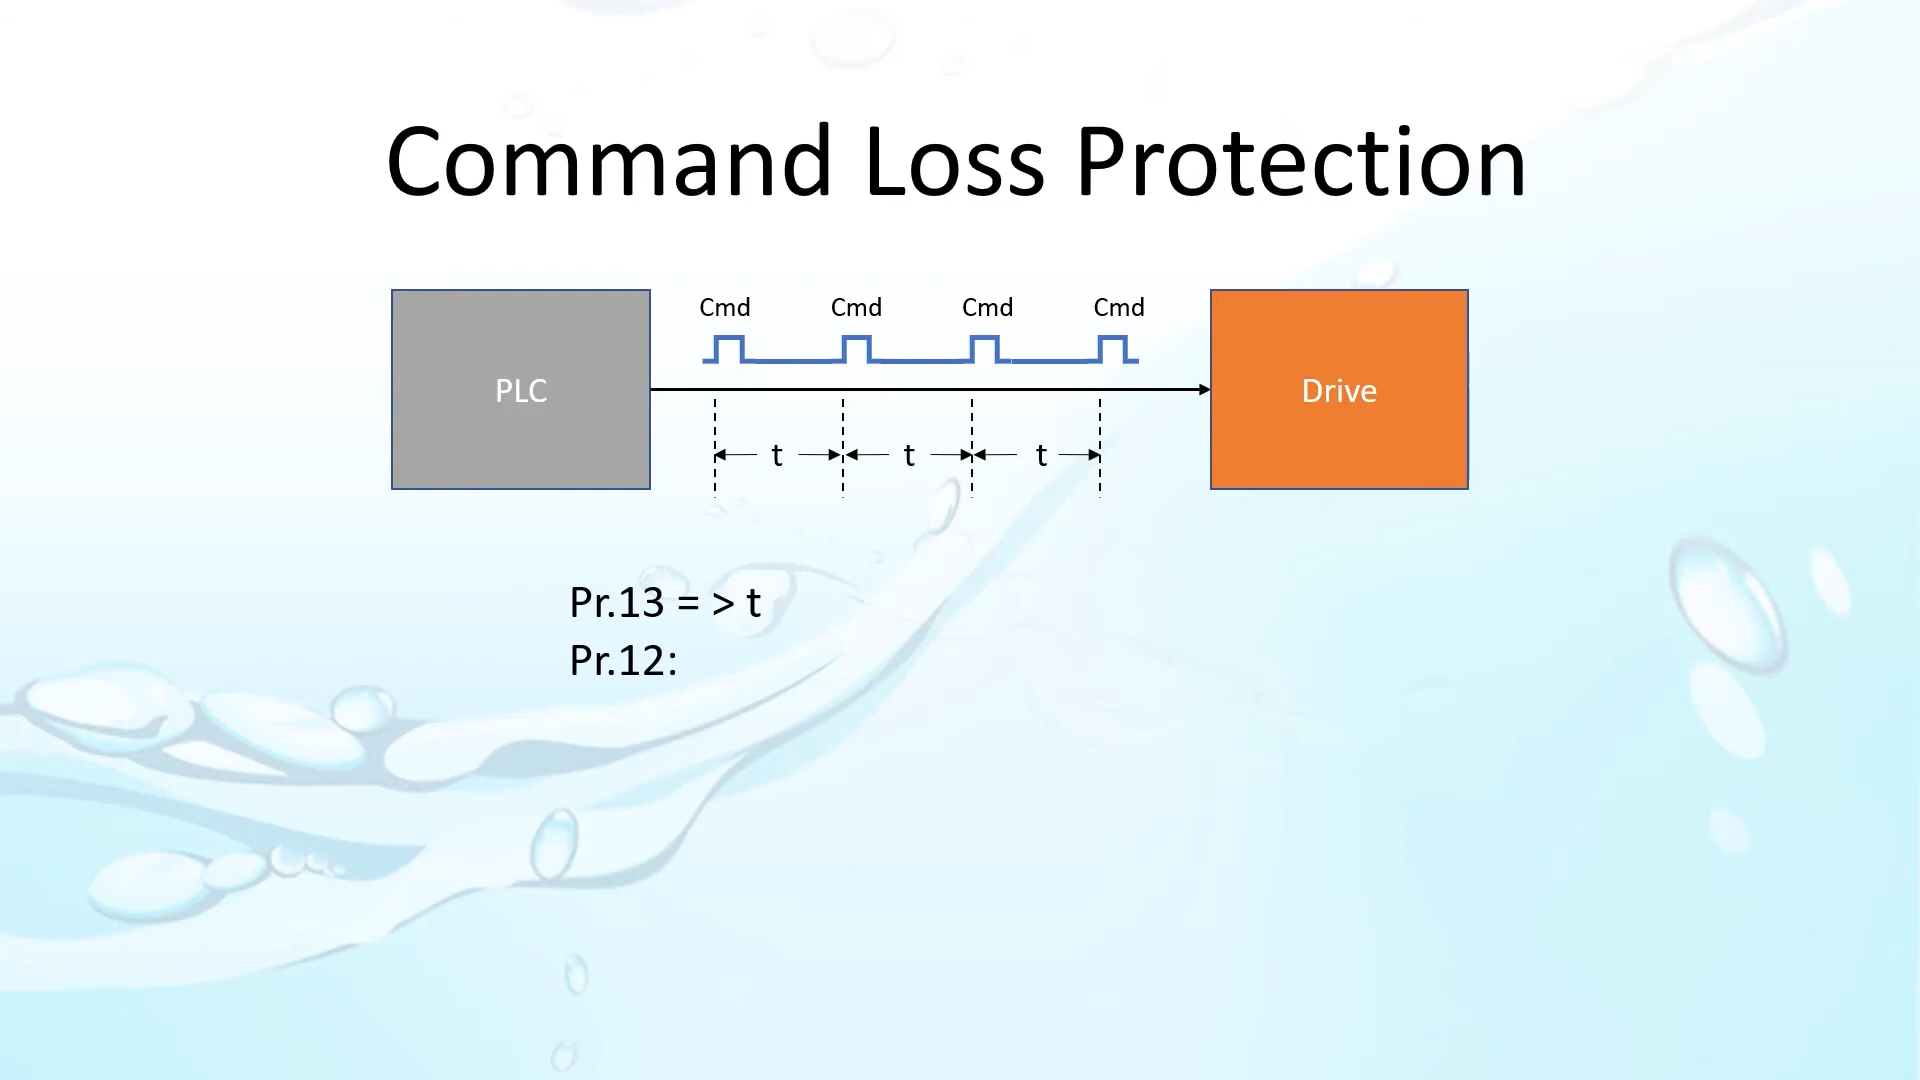 Command Loss Protection
Cmd Cmd Cmd Cmd
PLC Drive
t t t
Pr.13 = > t
Pr.12: